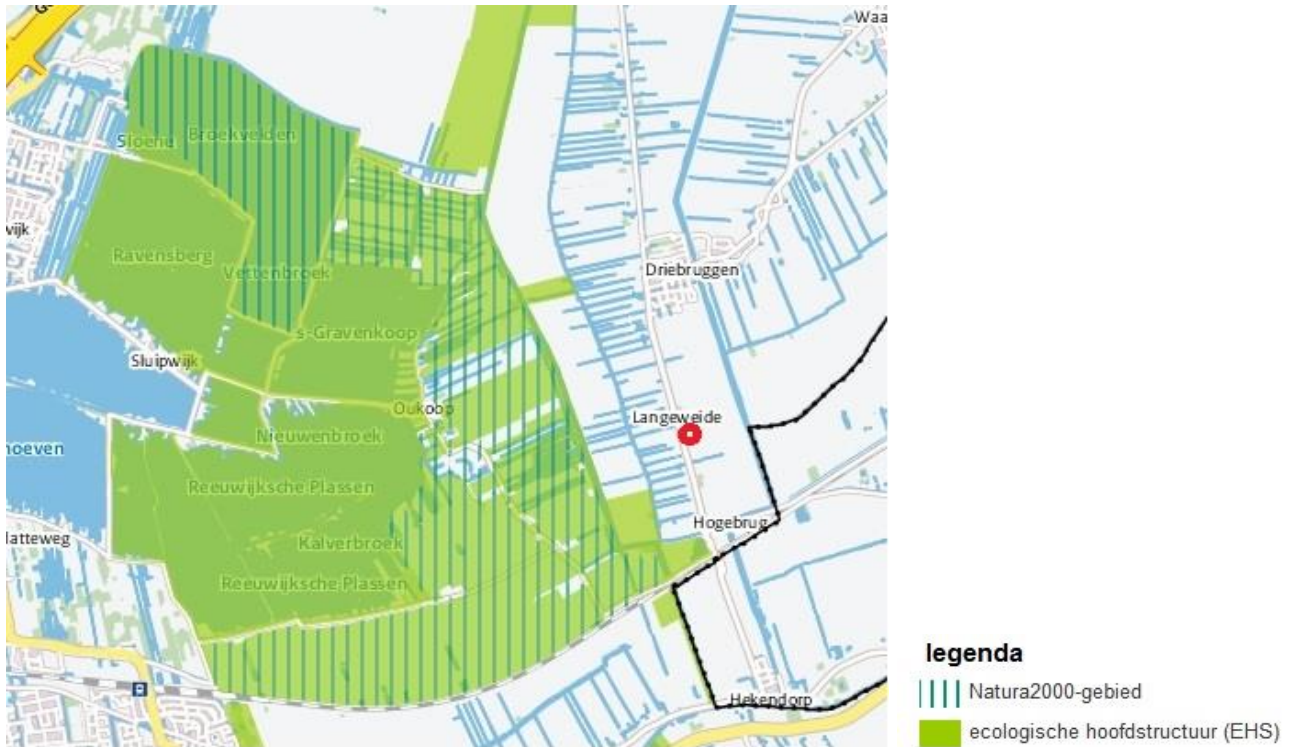 Waa
Sloene
Broekvelden
wijk
Ravensberg
Vettenbroek
Driebruggen
s-Gravenkoop
Sluipwijk
Oukoop
Langeweide
Nieuwenbroek
hoeven
Reeuwijksche Plassen
Hogebrug
latteweg
Kalverbroek
Reeuwijksche Plassen
Hekendorp
legenda
Natura2000-gebied
ecologische hoofdstructuur (EHS)